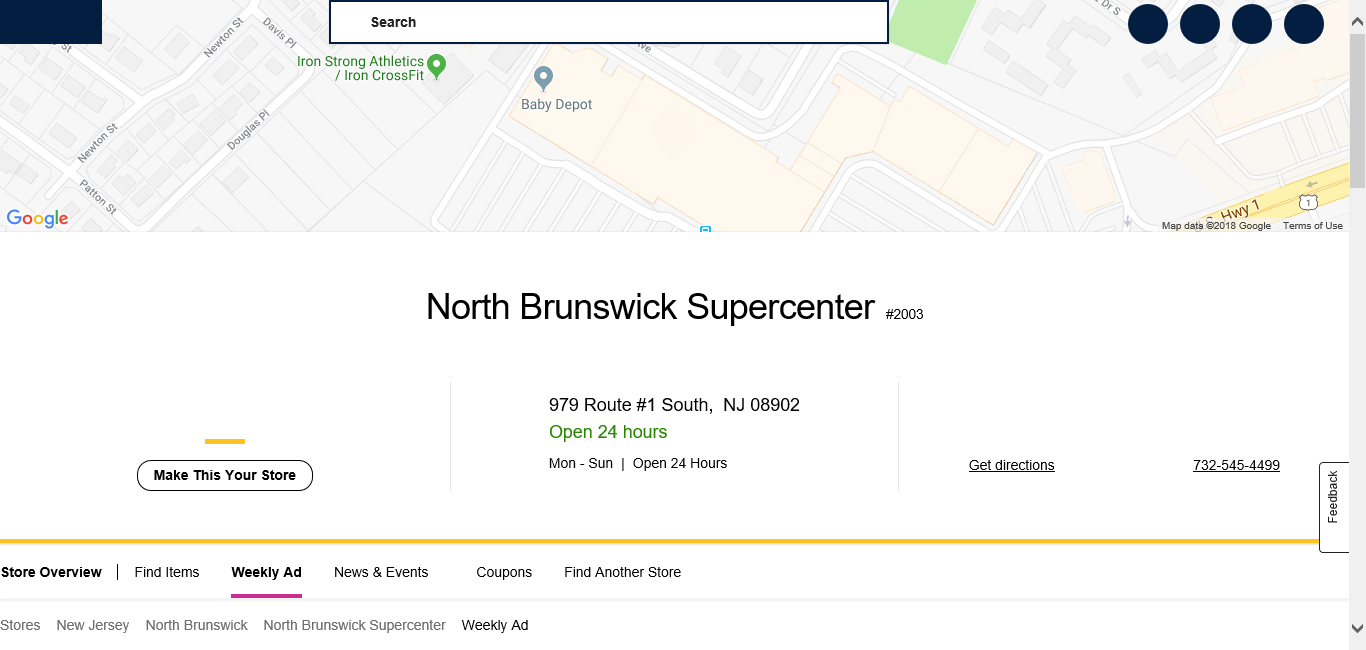 Search
Newton St
Davis Pl
Iron Strong Athletics
/ Iron CrossFit
Baby Depot
Douglas Pl
Newton St
Patton St
Google
Hwy 1
1
Map data ©2018 Google Terms of Use
North Brunswick Supercenter #2003
979 Route #1 South, NJ 08902
Open 24 hours
Mon - Sun | Open 24 Hours
Make This Your Store
Get directions
732-545-4499
Feedback
Store Overview | Find Items Weekly Ad News & Events Coupons Find Another Store
Stores New Jersey North Brunswick North Brunswick Supercenter Weekly Ad